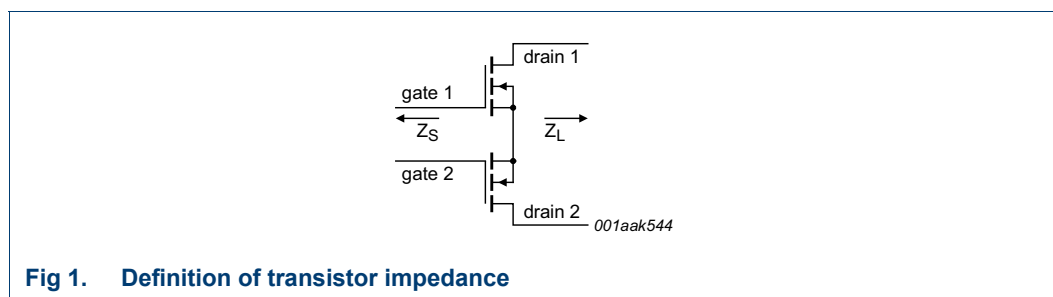 drain 1
gate 1
Z_S
Z_L
gate 2
drain 2
001aak544
Fig 1. Definition of transistor impedance